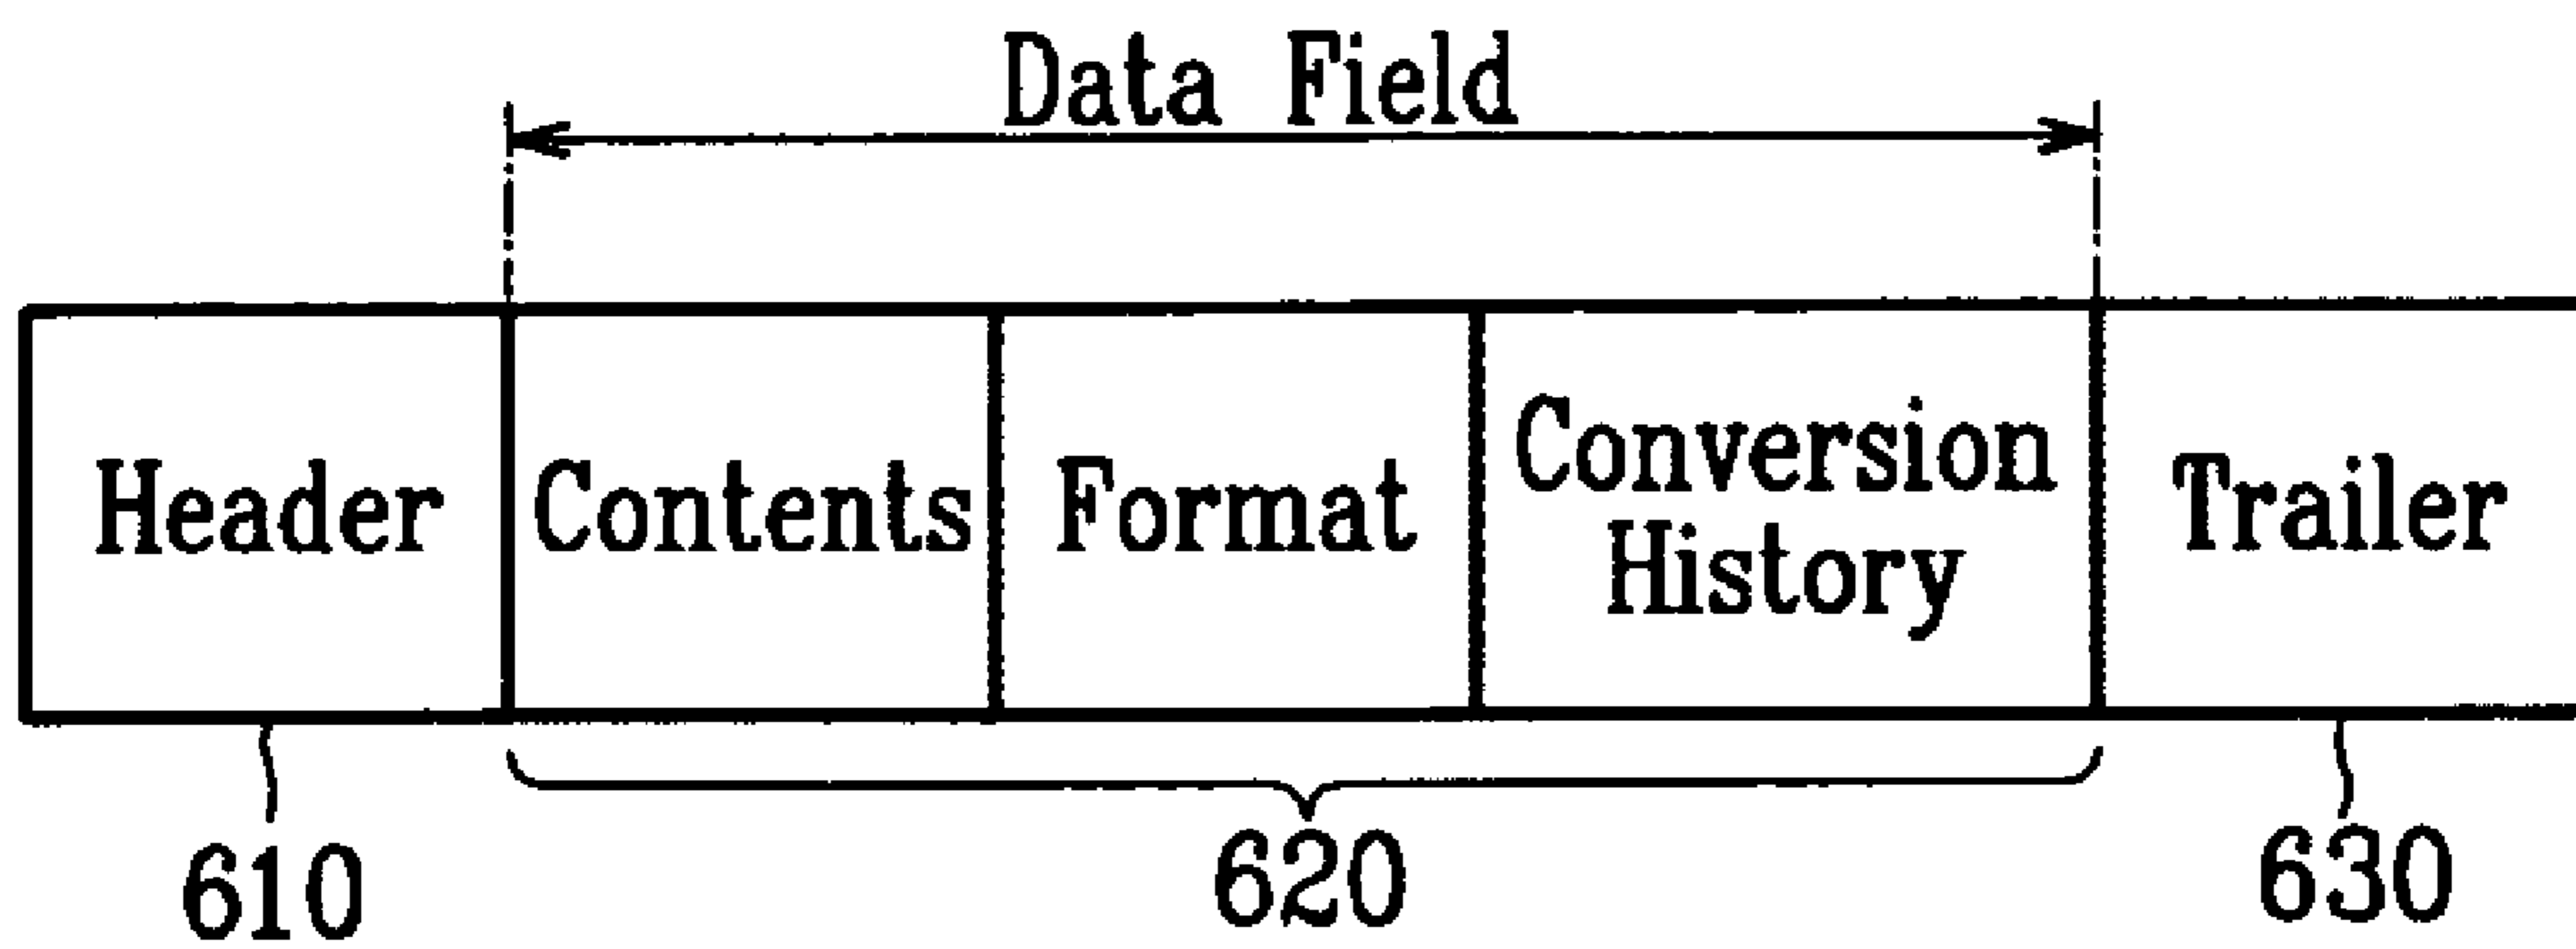 Data Field
Header
Contents
Format
Conversion
History
Trailer
610
620
630